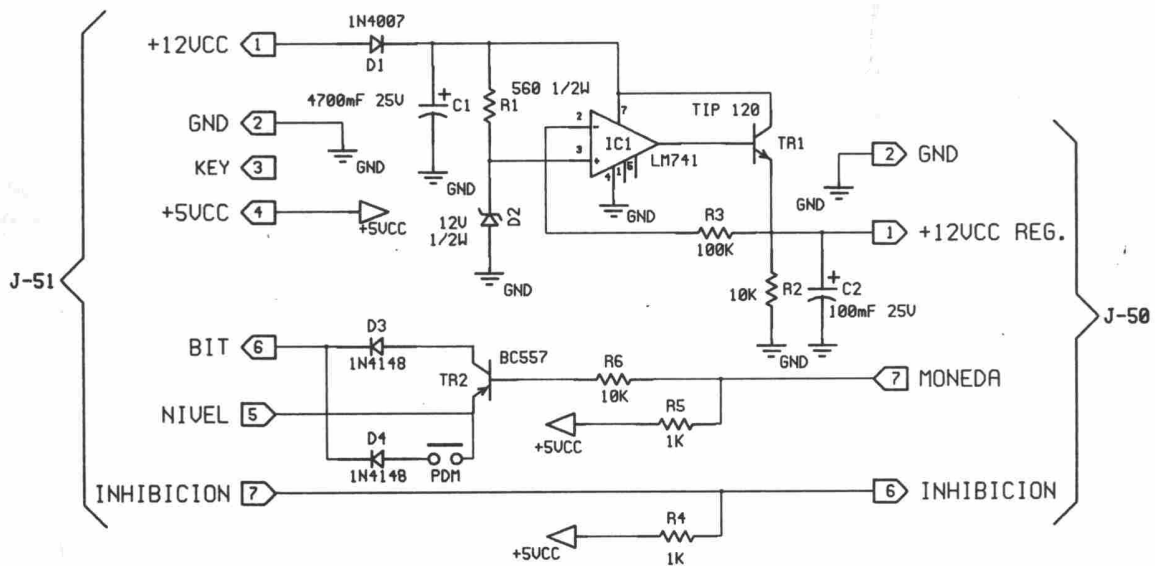 1N4007
+12VCC 1
D1
560 1/2W
4700mF 25V
C1
R1
7
TIP 120
2
IC1
TR1
GND 2
GND
3
LM741
4 1 5
2 GND
KEY 3
GND
GND
GND
+5VCC 4
+5VCC
12V
1/2W
D2
R3
100K
1 +12VCC REG.
GND
J-51
10K
R2
C2
100mF 25V
J-50
D3
GND
BIT 6
1N4148
BC557
TR2
R6
10K
7 MONEDA
NIVEL 5
R5
+5VCC
1K
D4
1N4148
PDM
INHIBICION 7
6 INHIBICION
R4
+5VCC
1K